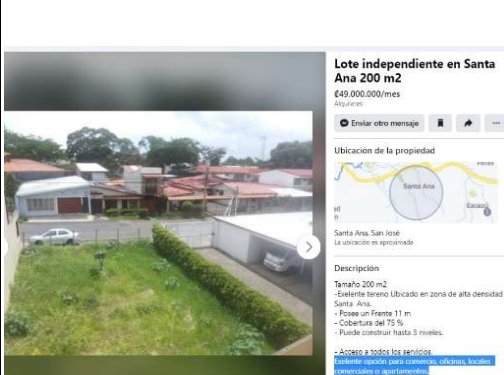 Lote independiente en Santa
Ana 200 m2
₡49.000.000/mes
Alquileres
Enviar otro mensaje
Ubicación de la propiedad
Santa Ana
Escazú
Santa Ana, San José
La ubicación es aproximada
Descripción
Tamaño 200 m2
-Exelente terreno Ubicado en zona de alta densidad
Santa Ana.
- Posee un Frente 11 m
- Cobertura del 75 %
- Puede construir hasta 3 niveles.
- Acceso a todos los servicios.
Exelente opción para comercio, oficinas, locales
comerciales o apartamentos.